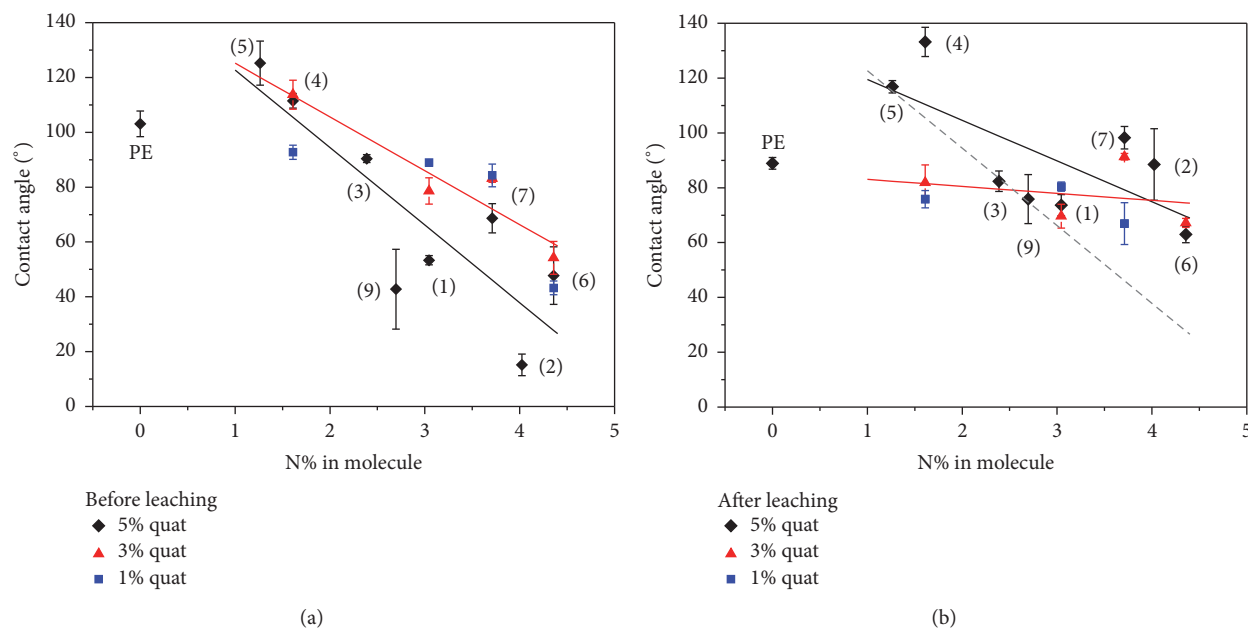 140
120
100
80
60
40
20
0
Contact angle (°)
(5)
(4)
PE
(3)
(7)
(9)
(1)
(6)
(2)
0 1 2 3 4 5
N% in molecule
Before leaching
5% quat
3% quat
1% quat
(a)
140
120
100
80
60
40
20
0
Contact angle (°)
(4)
(5)
PE
(7)
(2)
(3)
(1)
(9)
(6)
0 1 2 3 4 5
N% in molecule
After leaching
5% quat
3% quat
1% quat
(b)